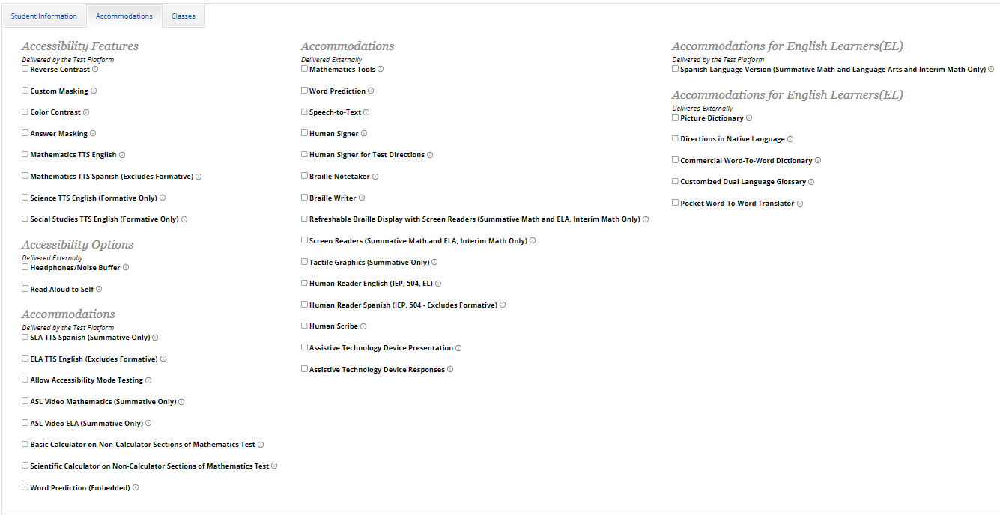 Student Information
Accommodations
Classes
Accessibility Features
Delivered by the Test Platform
Reverse Contrast
Custom Masking
Color Contrast
Answer Masking
Mathematics TTS English
Mathematics TTS Spanish (Excludes Formative)
Science TTS English (Formative Only)
Social Studies TTS English (Formative Only)
Accessibility Options
Delivered Externally
Headphones/Noise Buffer
Read Aloud to Self
Accommodations
Delivered by the Test Platform
SLA TTS Spanish (Summative Only)
ELA TTS English (Excludes Formative)
Allow Accessibility Mode Testing
ASL Video Mathematics (Summative Only)
ASL Video ELA (Summative Only)
Basic Calculator on Non-Calculator Sections of Mathematics Test
Scientific Calculator on Non-Calculator Sections of Mathematics Test
Word Prediction (Embedded)
Accommodations
Delivered Externally
Mathematics Tools
Word Prediction
Speech-to-Text
Human Signer
Human Signer for Test Directions
Braille Notetaker
Braille Writer
Refreshable Braille Display with Screen Readers (Summative Math and ELA, Interim Math Only)
Screen Readers (Summative Math and ELA, Interim Math Only)
Tactile Graphics (Summative Only)
Human Reader English (IEP, 504, EL)
Human Reader Spanish (IEP, 504 - Excludes Formative)
Human Scribe
Assistive Technology Device Presentation
Assistive Technology Device Responses
Accommodations for English Learners(EL)
Delivered by the Test Platform
Spanish Language Version (Summative Math and Language Arts and Interim Math Only)
Accommodations for English Learners(EL)
Delivered Externally
Picture Dictionary
Directions in Native Language
Commercial Word-To-Word Dictionary
Customized Dual Language Glossary
Pocket Word-To-Word Translator